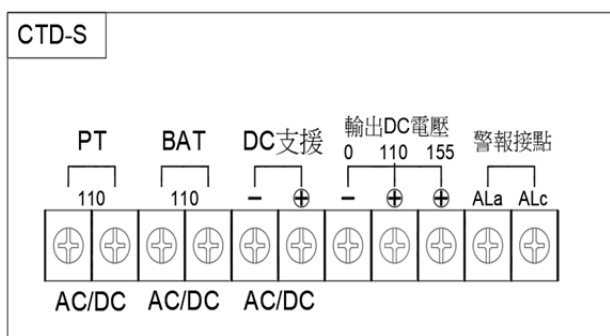 CTD-S
PT BAT DC支援 輸出DC電壓 警報接點
0 110 155
110 110 − ⊕ − ⊕ ⊕ ALa ALc
AC/DC AC/DC AC/DC